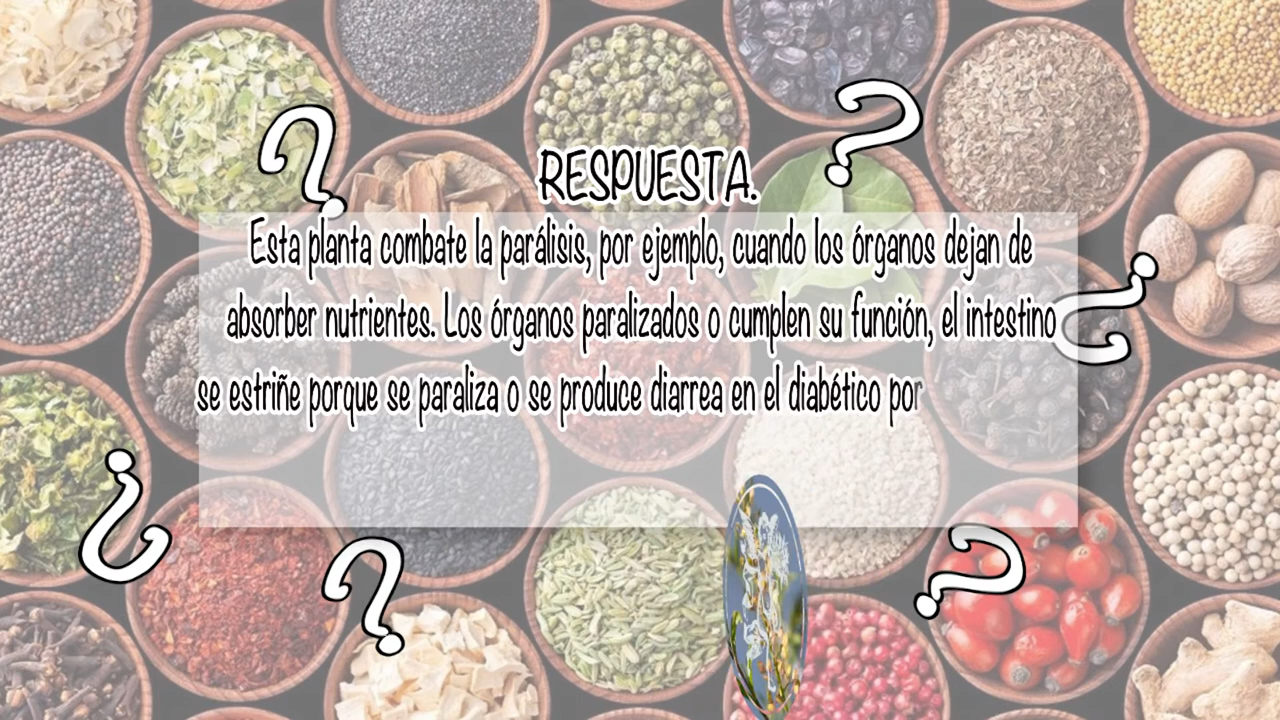 RESPUESTA.
Esta planta combate la parálisis, por ejemplo, cuando los órganos dejan de
absorber nutrientes. Los órganos paralizados o cumplen su función, el intestino
se estriñe porque se paraliza o se produce diarrea en el diabético por